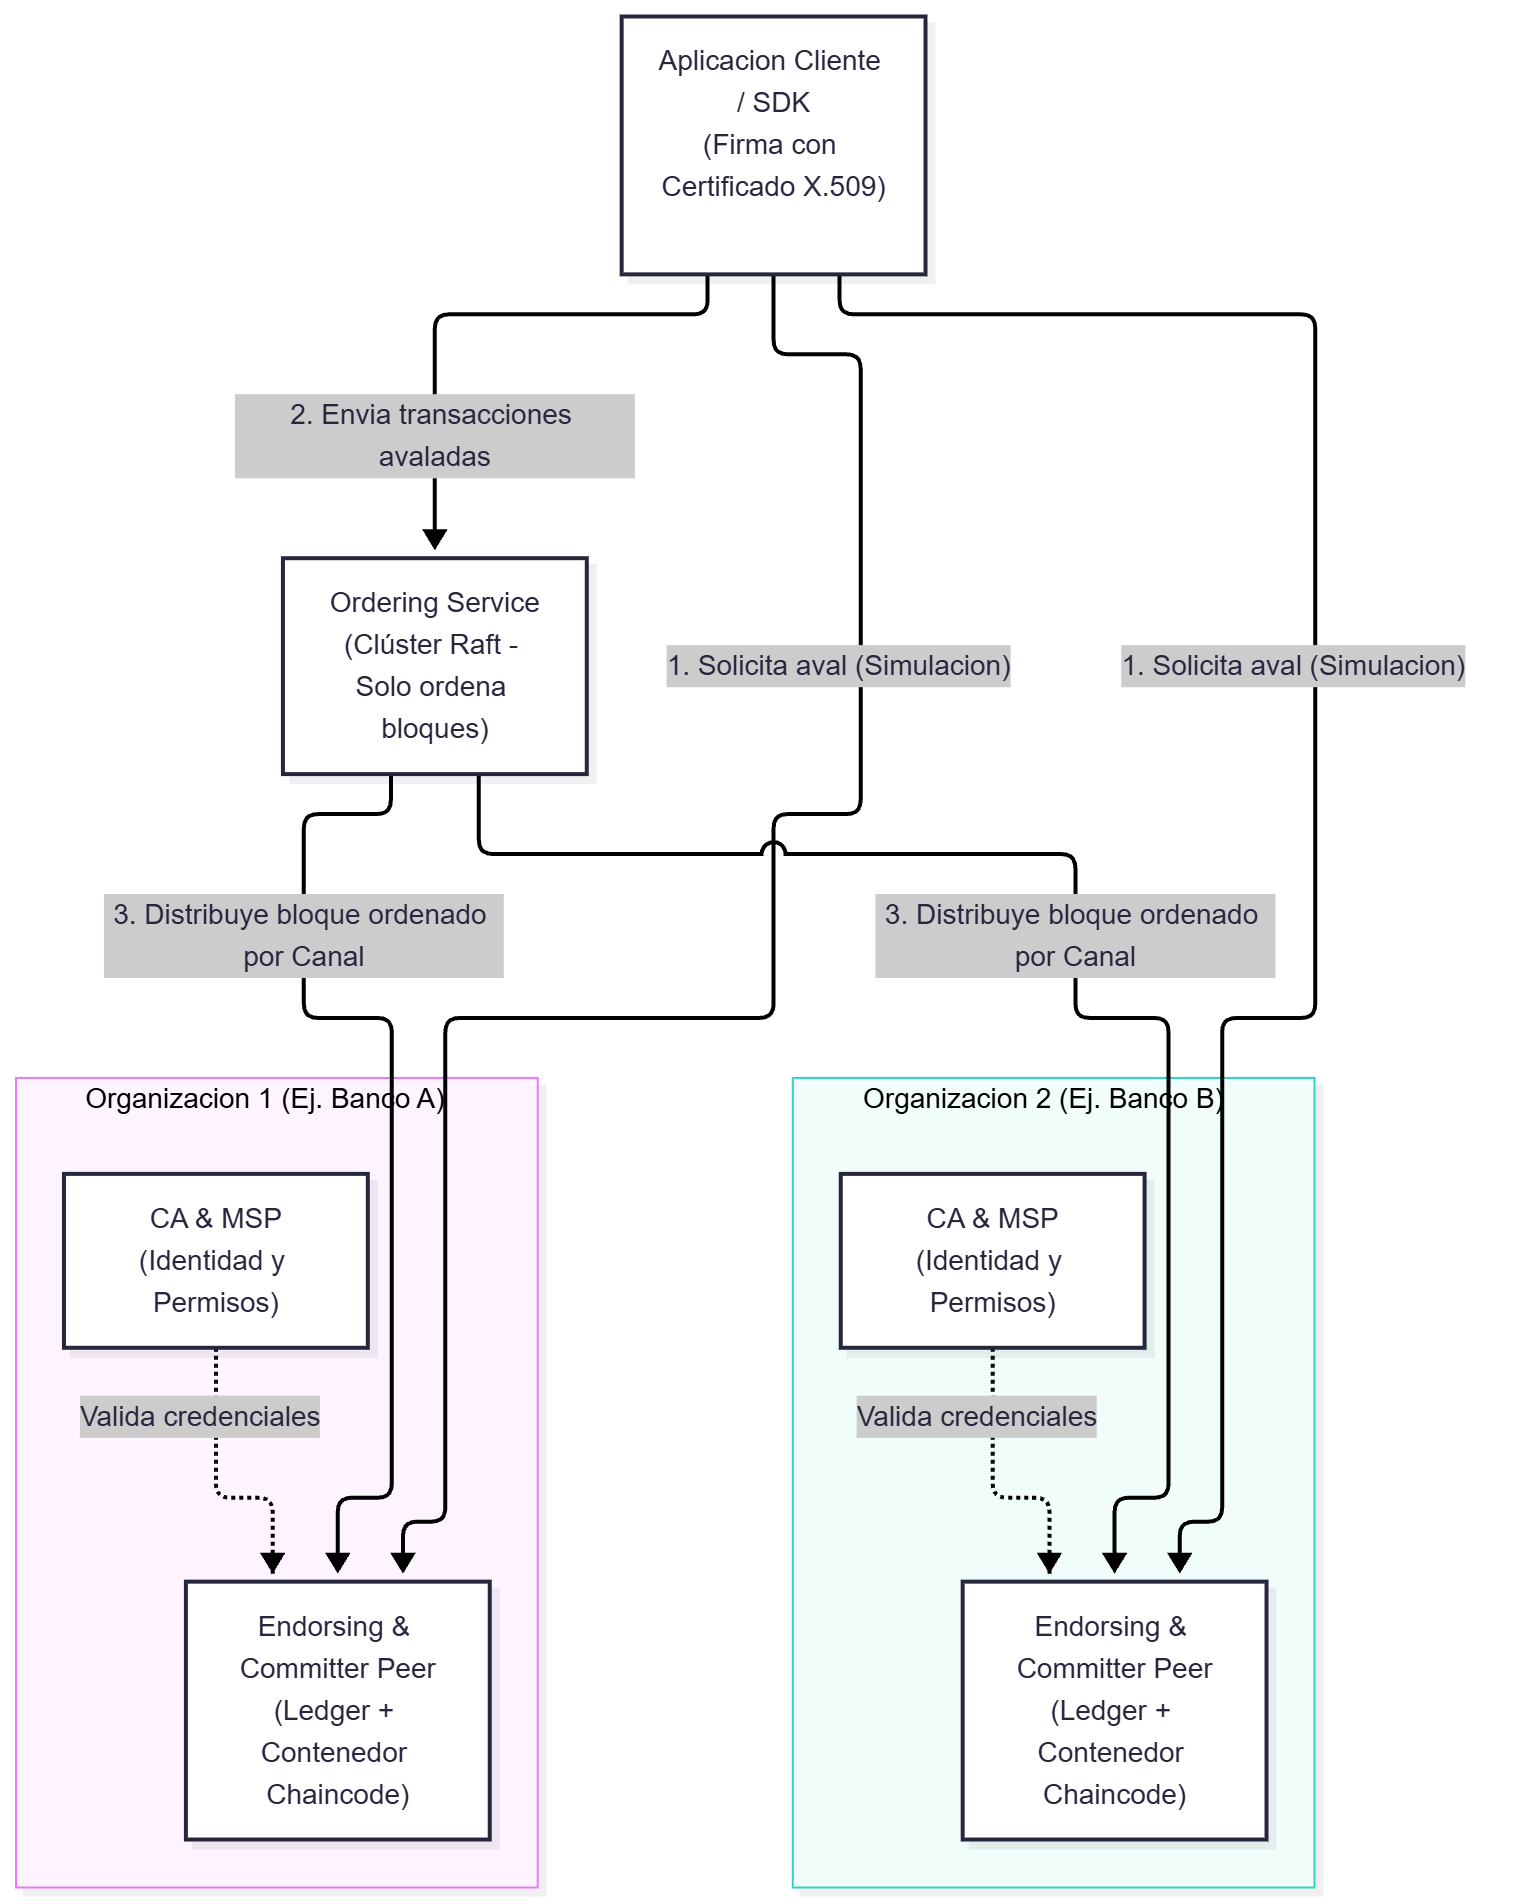 Aplicacion Cliente
/ SDK
(Firma con
Certificado X.509)
2. Envia transacciones
avaladas
Ordering Service
(Clúster Raft -
Solo ordena
bloques)
1. Solicita aval (Simulacion)
1. Solicita aval (Simulacion)
3. Distribuye bloque ordenado
por Canal
3. Distribuye bloque ordenado
por Canal
Organizacion 1 (Ej. Banco A)
CA & MSP
(Identidad y
Permisos)
Valida credenciales
Endorsing &
Committer Peer
(Ledger +
Contenedor
Chaincode)
Organizacion 2 (Ej. Banco B)
CA & MSP
(Identidad y
Permisos)
Valida credenciales
Endorsing &
Committer Peer
(Ledger +
Contenedor
Chaincode)